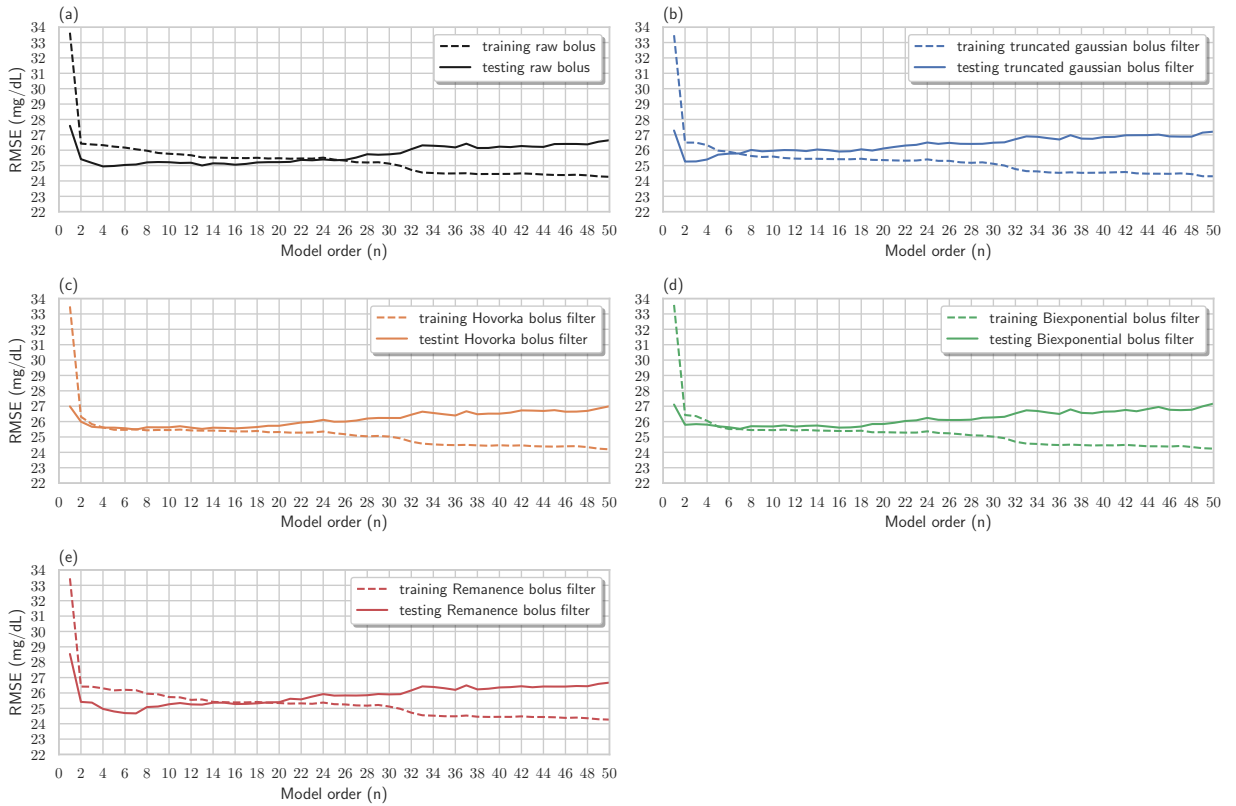 (a)
RMSE (mg/dL)
34
33
32
31
30
29
28
27
26
25
24
23
22
training raw bolus
testing raw bolus
0 2 4 6 8 10 12 14 16 18 20 22 24 26 28 30 32 34 36 38 40 42 44 46 48 50
Model order (n)
(b)
34
33
32
31
30
29
28
27
26
25
24
23
22
training truncated gaussian bolus filter
testing truncated gaussian bolus filter
0 2 4 6 8 10 12 14 16 18 20 22 24 26 28 30 32 34 36 38 40 42 44 46 48 50
Model order (n)
(c)
RMSE (mg/dL)
34
33
32
31
30
29
28
27
26
25
24
23
22
training Hovorka bolus filter
testint Hovorka bolus filter
0 2 4 6 8 10 12 14 16 18 20 22 24 26 28 30 32 34 36 38 40 42 44 46 48 50
Model order (n)
(d)
34
33
32
31
30
29
28
27
26
25
24
23
22
training Biexponential bolus filter
testing Biexponential bolus filter
0 2 4 6 8 10 12 14 16 18 20 22 24 26 28 30 32 34 36 38 40 42 44 46 48 50
Model order (n)
(e)
RMSE (mg/dL)
34
33
32
31
30
29
28
27
26
25
24
23
22
training Remanence bolus filter
testing Remanence bolus filter
0 2 4 6 8 10 12 14 16 18 20 22 24 26 28 30 32 34 36 38 40 42 44 46 48 50
Model order (n)